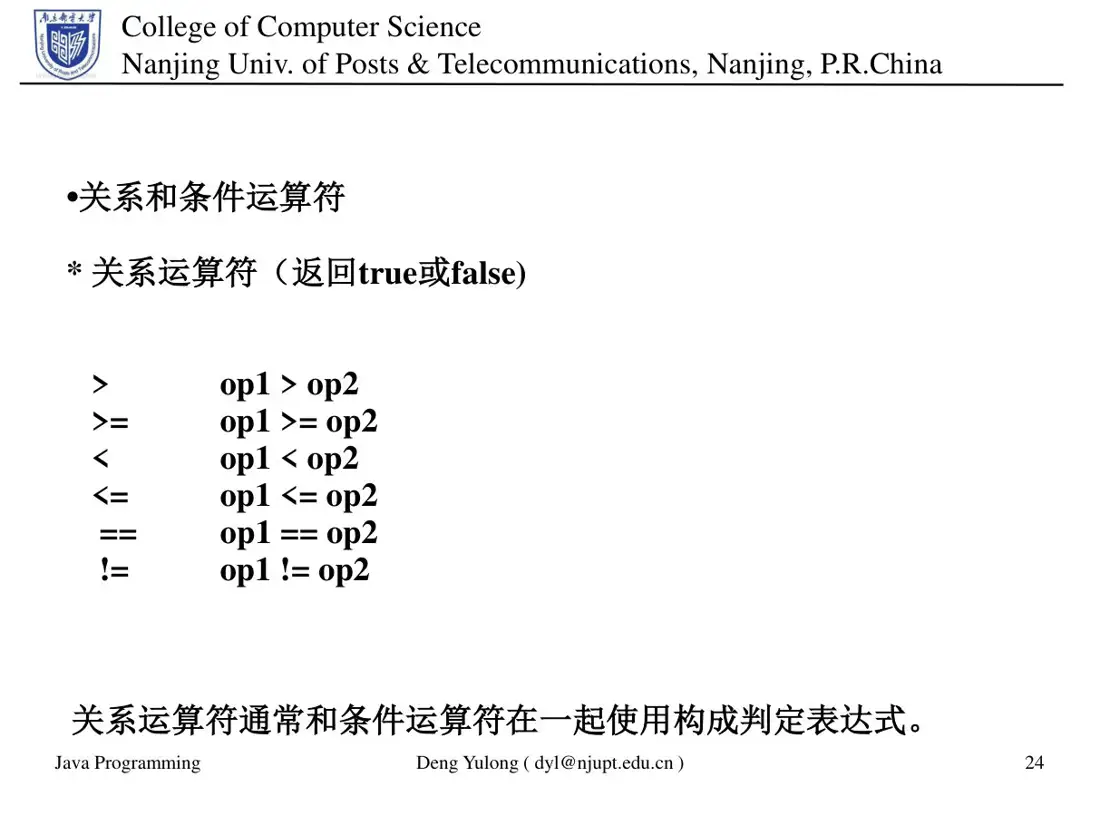 College of Computer Science
Nanjing Univ. of Posts & Telecommunications, Nanjing, P.R.China
•关系和条件运算符
* 关系运算符（返回true或false)
> op1 > op2
>= op1 >= op2
< op1 < op2
<= op1 <= op2
== op1 == op2
!= op1 != op2
关系运算符通常和条件运算符在一起使用构成判定表达式。
Java Programming Deng Yulong ( dyl@njupt.edu.cn ) 24